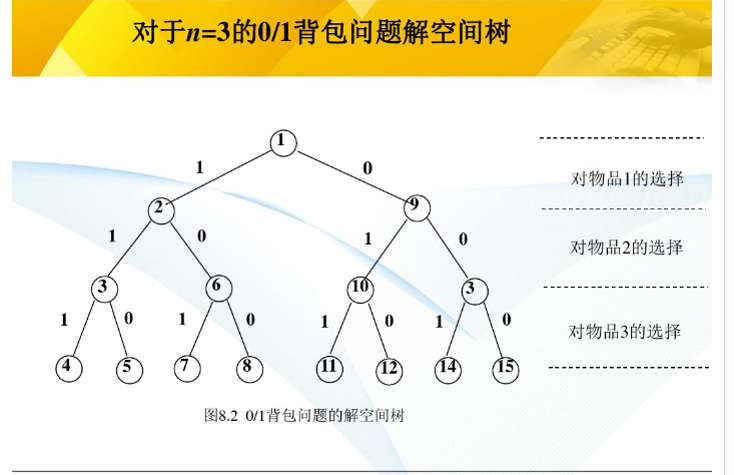 对于n=3的0/1背包问题解空间树
1
1 0
对物品1的选择
2 9
1 0 1 0
对物品2的选择
3 6 10 3
1 0 1 0 1 0 1 0
对物品3的选择
4 5 7 8 11 12 14 15
图8.2 0/1背包问题的解空间树